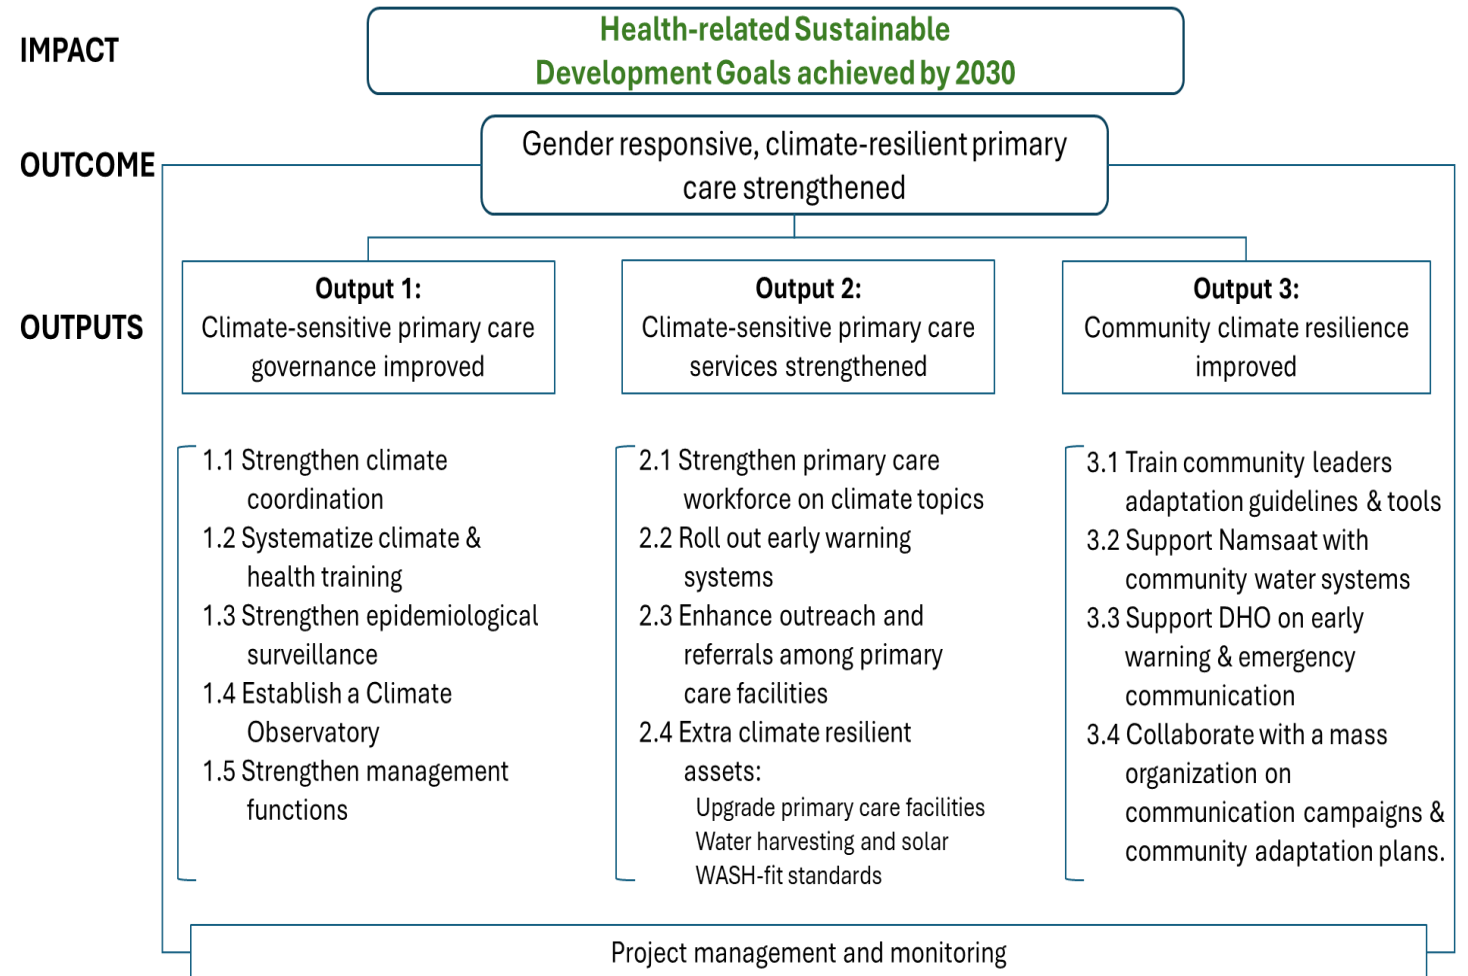 IMPACT
Health-related Sustainable
Development Goals achieved by 2030
OUTCOME
Gender responsive, climate-resilient primary
care strengthened
OUTPUTS
Output 1:
Climate-sensitive primary care
governance improved
Output 2:
Climate-sensitive primary care
services strengthened
Output 3:
Community climate resilience
improved
1.1 Strengthen climate
coordination
1.2 Systematize climate &
health training
1.3 Strengthen epidemiological
surveillance
1.4 Establish a Climate
Observatory
1.5 Strengthen management
functions
2.1 Strengthen primary care
workforce on climate topics
2.2 Roll out early warning
systems
2.3 Enhance outreach and
referrals among primary
care facilities
2.4 Extra climate resilient
assets:
Upgrade primary care facilities
Water harvesting and solar
WASH-fit standards
3.1 Train community leaders
adaptation guidelines & tools
3.2 Support Namsaat with
community water systems
3.3 Support DHO on early
warning & emergency
communication
3.4 Collaborate with a mass
organization on
communication campaigns &
community adaptation plans.
Project management and monitoring